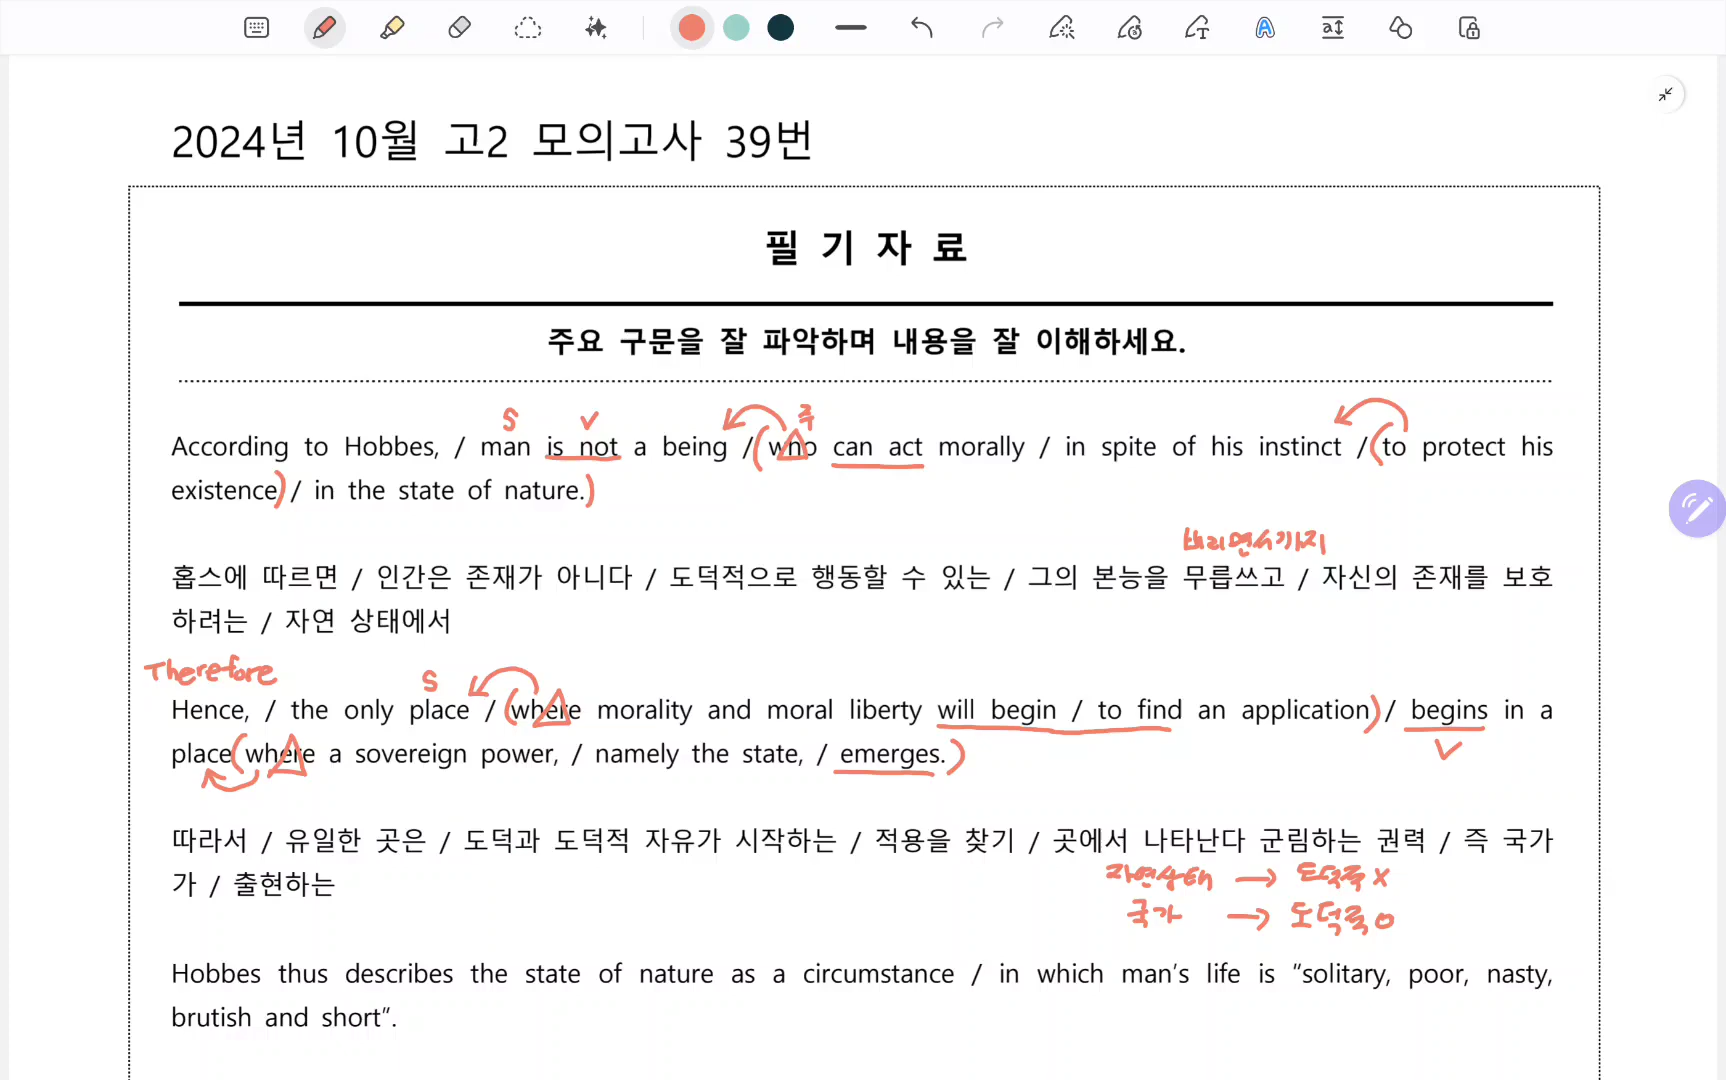 2024년 10월 고2 모의고사 39번
필 기 자 료
주요 구문을 잘 파악하며 내용을 잘 이해하세요.
S V 주
According to Hobbes, / man is not a being / (who can act morally / in spite of his instinct / (to protect his
existence) / in the state of nature.)
버리면서까지
홉스에 따르면 / 인간은 존재가 아니다 / 도덕적으로 행동할 수 있는 / 그의 본능을 무릅쓰고 / 자신의 존재를 보호
하려는 / 자연 상태에서
Therefore S
Hence, / the only place / (where morality and moral liberty will begin / to find an application) / begins in a
V
place (where a sovereign power, / namely the state, / emerges.)
따라서 / 유일한 곳은 / 도덕과 도덕적 자유가 시작하는 / 적용을 찾기 / 곳에서 나타난다 군림하는 권력 / 즉 국가
가 / 출현하는
자연상태 → 도덕주 X
국가 → 도덕주 O
Hobbes thus describes the state of nature as a circumstance / in which man's life is "solitary, poor, nasty,
brutish and short".